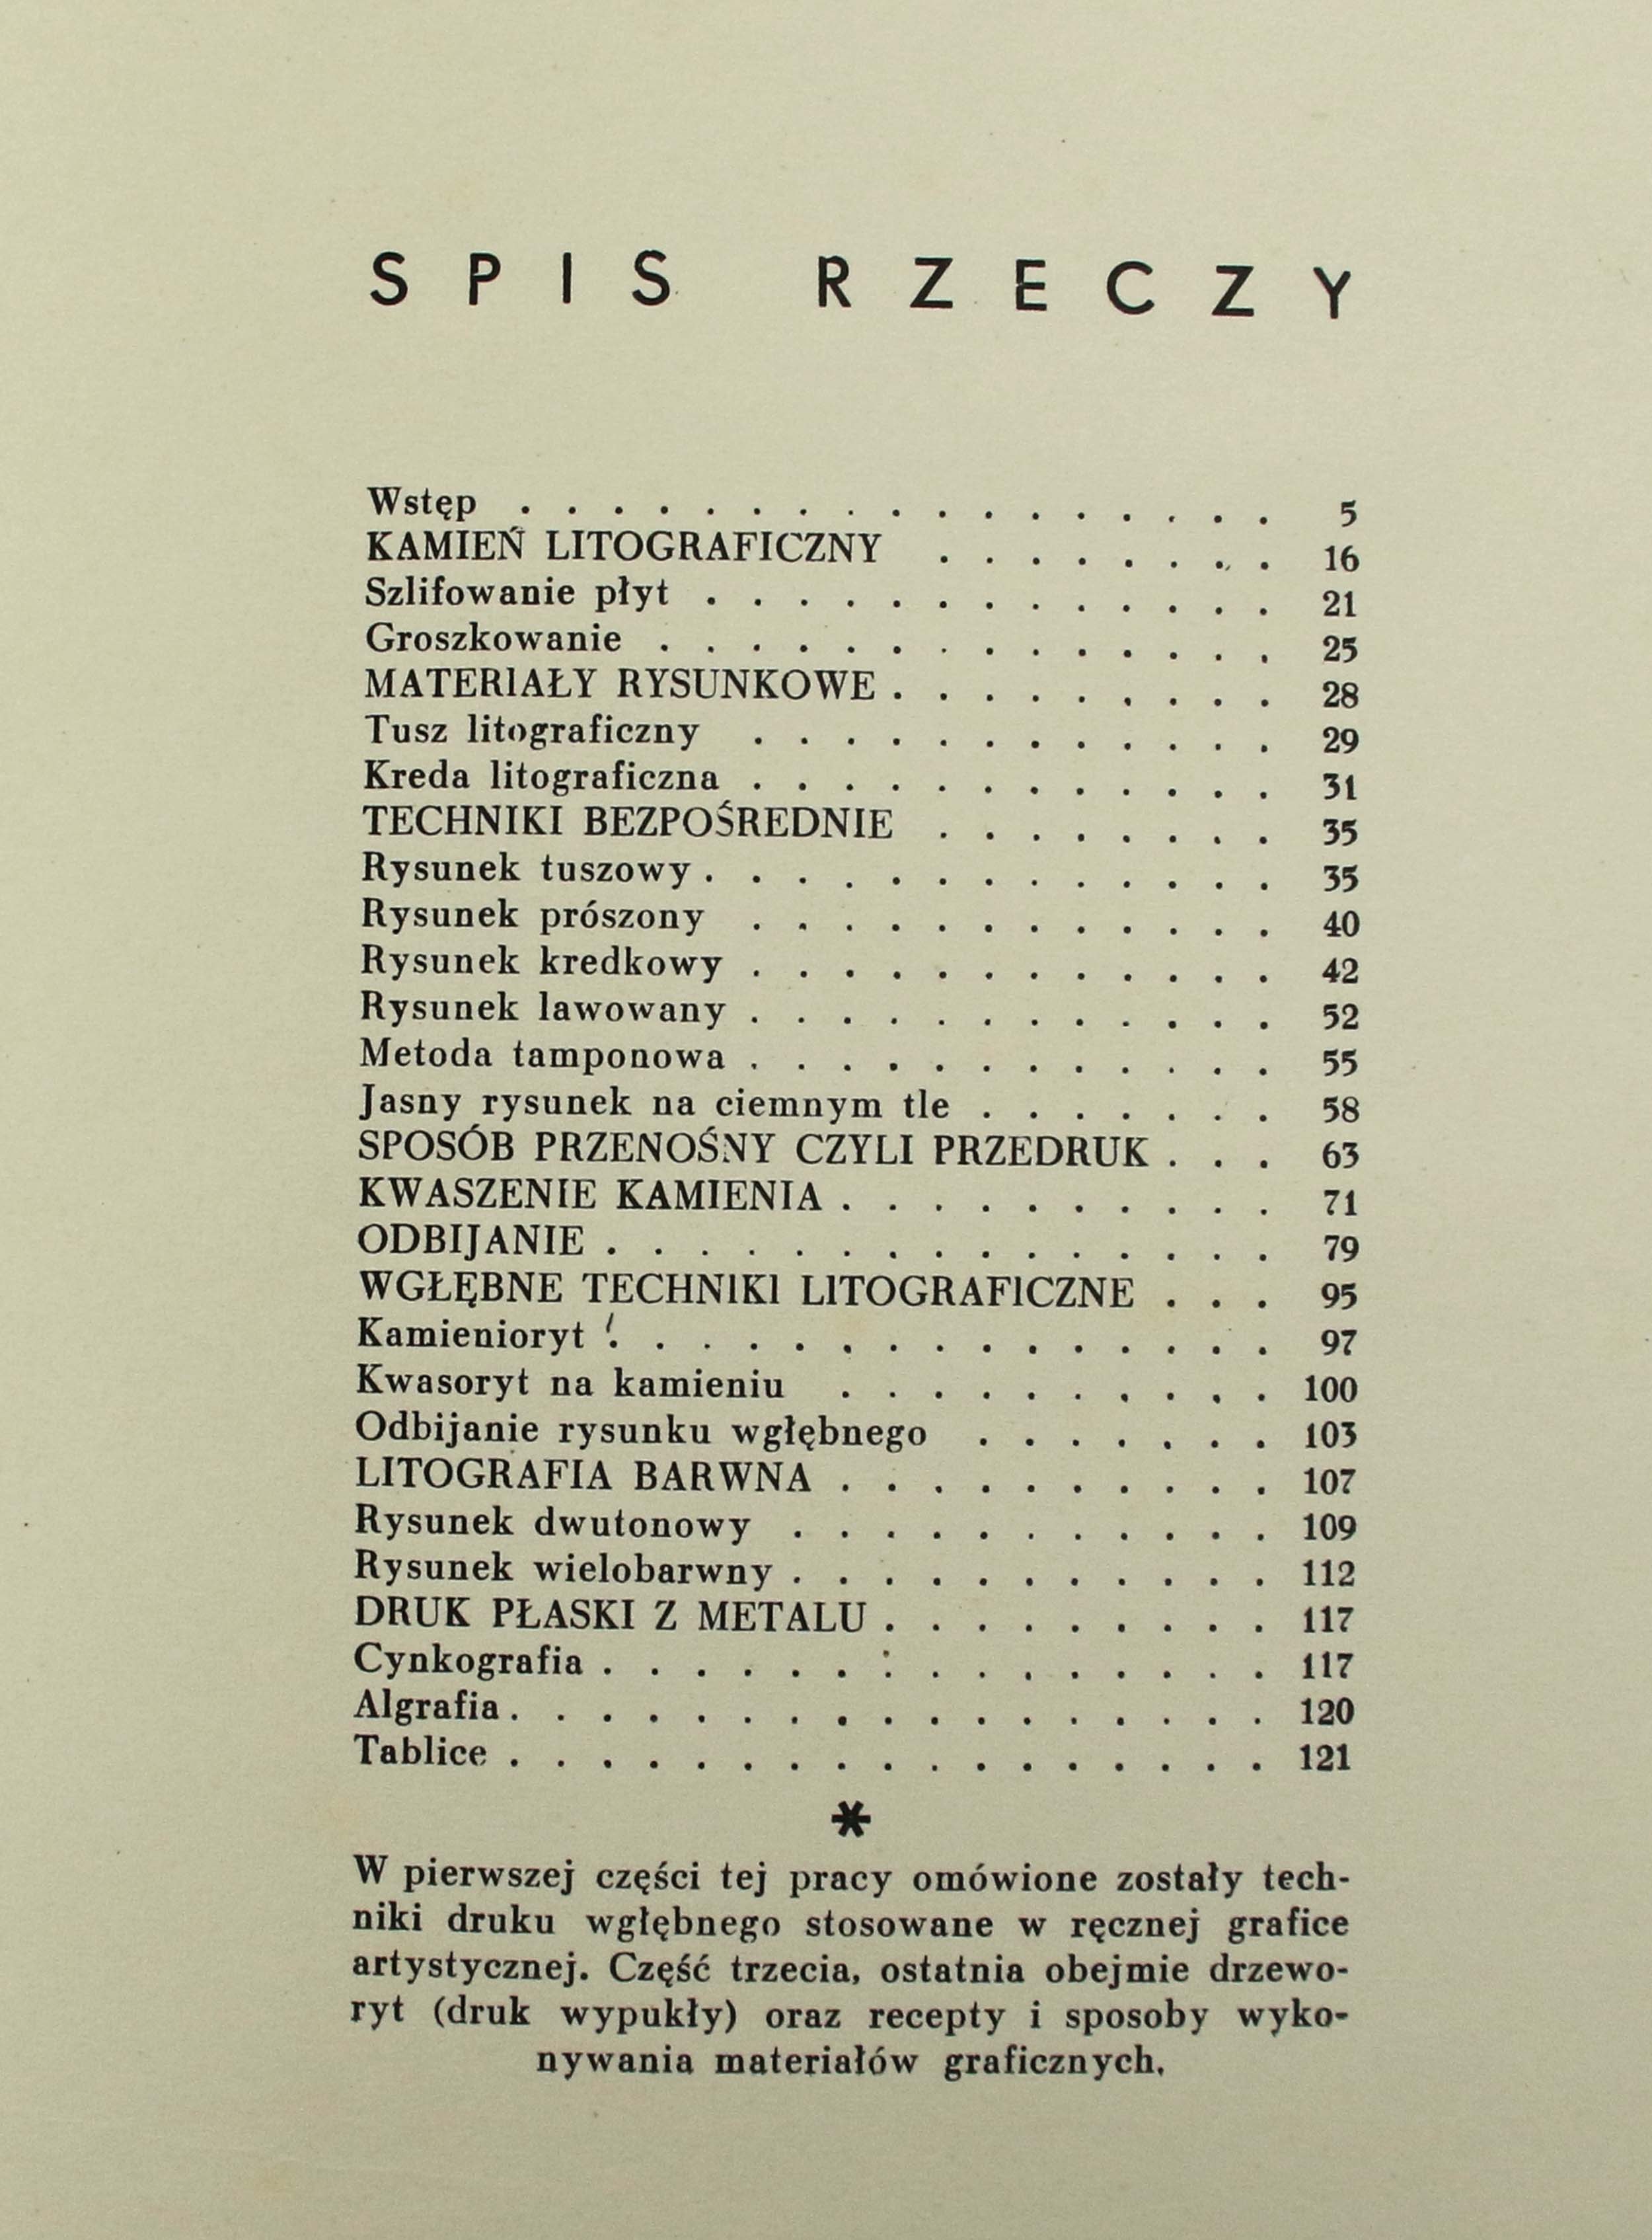 SPIS RZECZY
Wstęp . . . . . . . . . . . . . . . . . 5
KAMIEŃ LITOGRAFICZNY . . . . . . . . 16
Szlifowanie płyt . . . . . . . . . . . . . 21
Groszkowanie . . . . . . . . . . . . . . 25
MATERIAŁY RYSUNKOWE . . . . . . . . . 28
Tusz litograficzny . . . . . . . . . . . . 29
Kreda litograficzna . . . . . . . . . . . . 31
TECHNIKI BEZPOŚREDNIE . . . . . . . . 35
Rysunek tuszowy . . . . . . . . . . . . . 35
Rysunek prószony . . . . . . . . . . . . 40
Rysunek kredkowy . . . . . . . . . . . . 42
Rysunek lawowany . . . . . . . . . . . . 52
Metoda tamponowa . . . . . . . . . . . . 55
Jasny rysunek na ciemnym tle . . . . . . . 58
SPOSÓB PRZENOŚNY CZYLI PRZEDRUK . . . 63
KWASZENIE KAMIENIA . . . . . . . . . . 71
ODBIJANIE . . . . . . . . . . . . . . . 79
WGŁĘBNE TECHNIKI LITOGRAFICZNE . . . 95
Kamienioryt . . . . . . . . . . . . . . . 97
Kwasoryt na kamieniu . . . . . . . . . . 100
Odbijanie rysunku wgłębnego . . . . . . . 103
LITOGRAFIA BARWNA . . . . . . . . . . 107
Rysunek dwutonowy . . . . . . . . . . . 109
Rysunek wielobarwny . . . . . . . . . . . 112
DRUK PŁASKI Z METALU . . . . . . . . . 117
Cynkografia . . . . . . . . . . . . . . . 117
Algrafia . . . . . . . . . . . . . . . . . 120
Tablice . . . . . . . . . . . . . . . . . 121
*
W pierwszej części tej pracy omówione zostały tech-
niki druku wgłębnego stosowane w ręcznej grafice
artystycznej. Część trzecia, ostatnia obejmie drzewo-
ryt (druk wypukły) oraz recepty i sposoby wyko-
nywania materiałów graficznych.